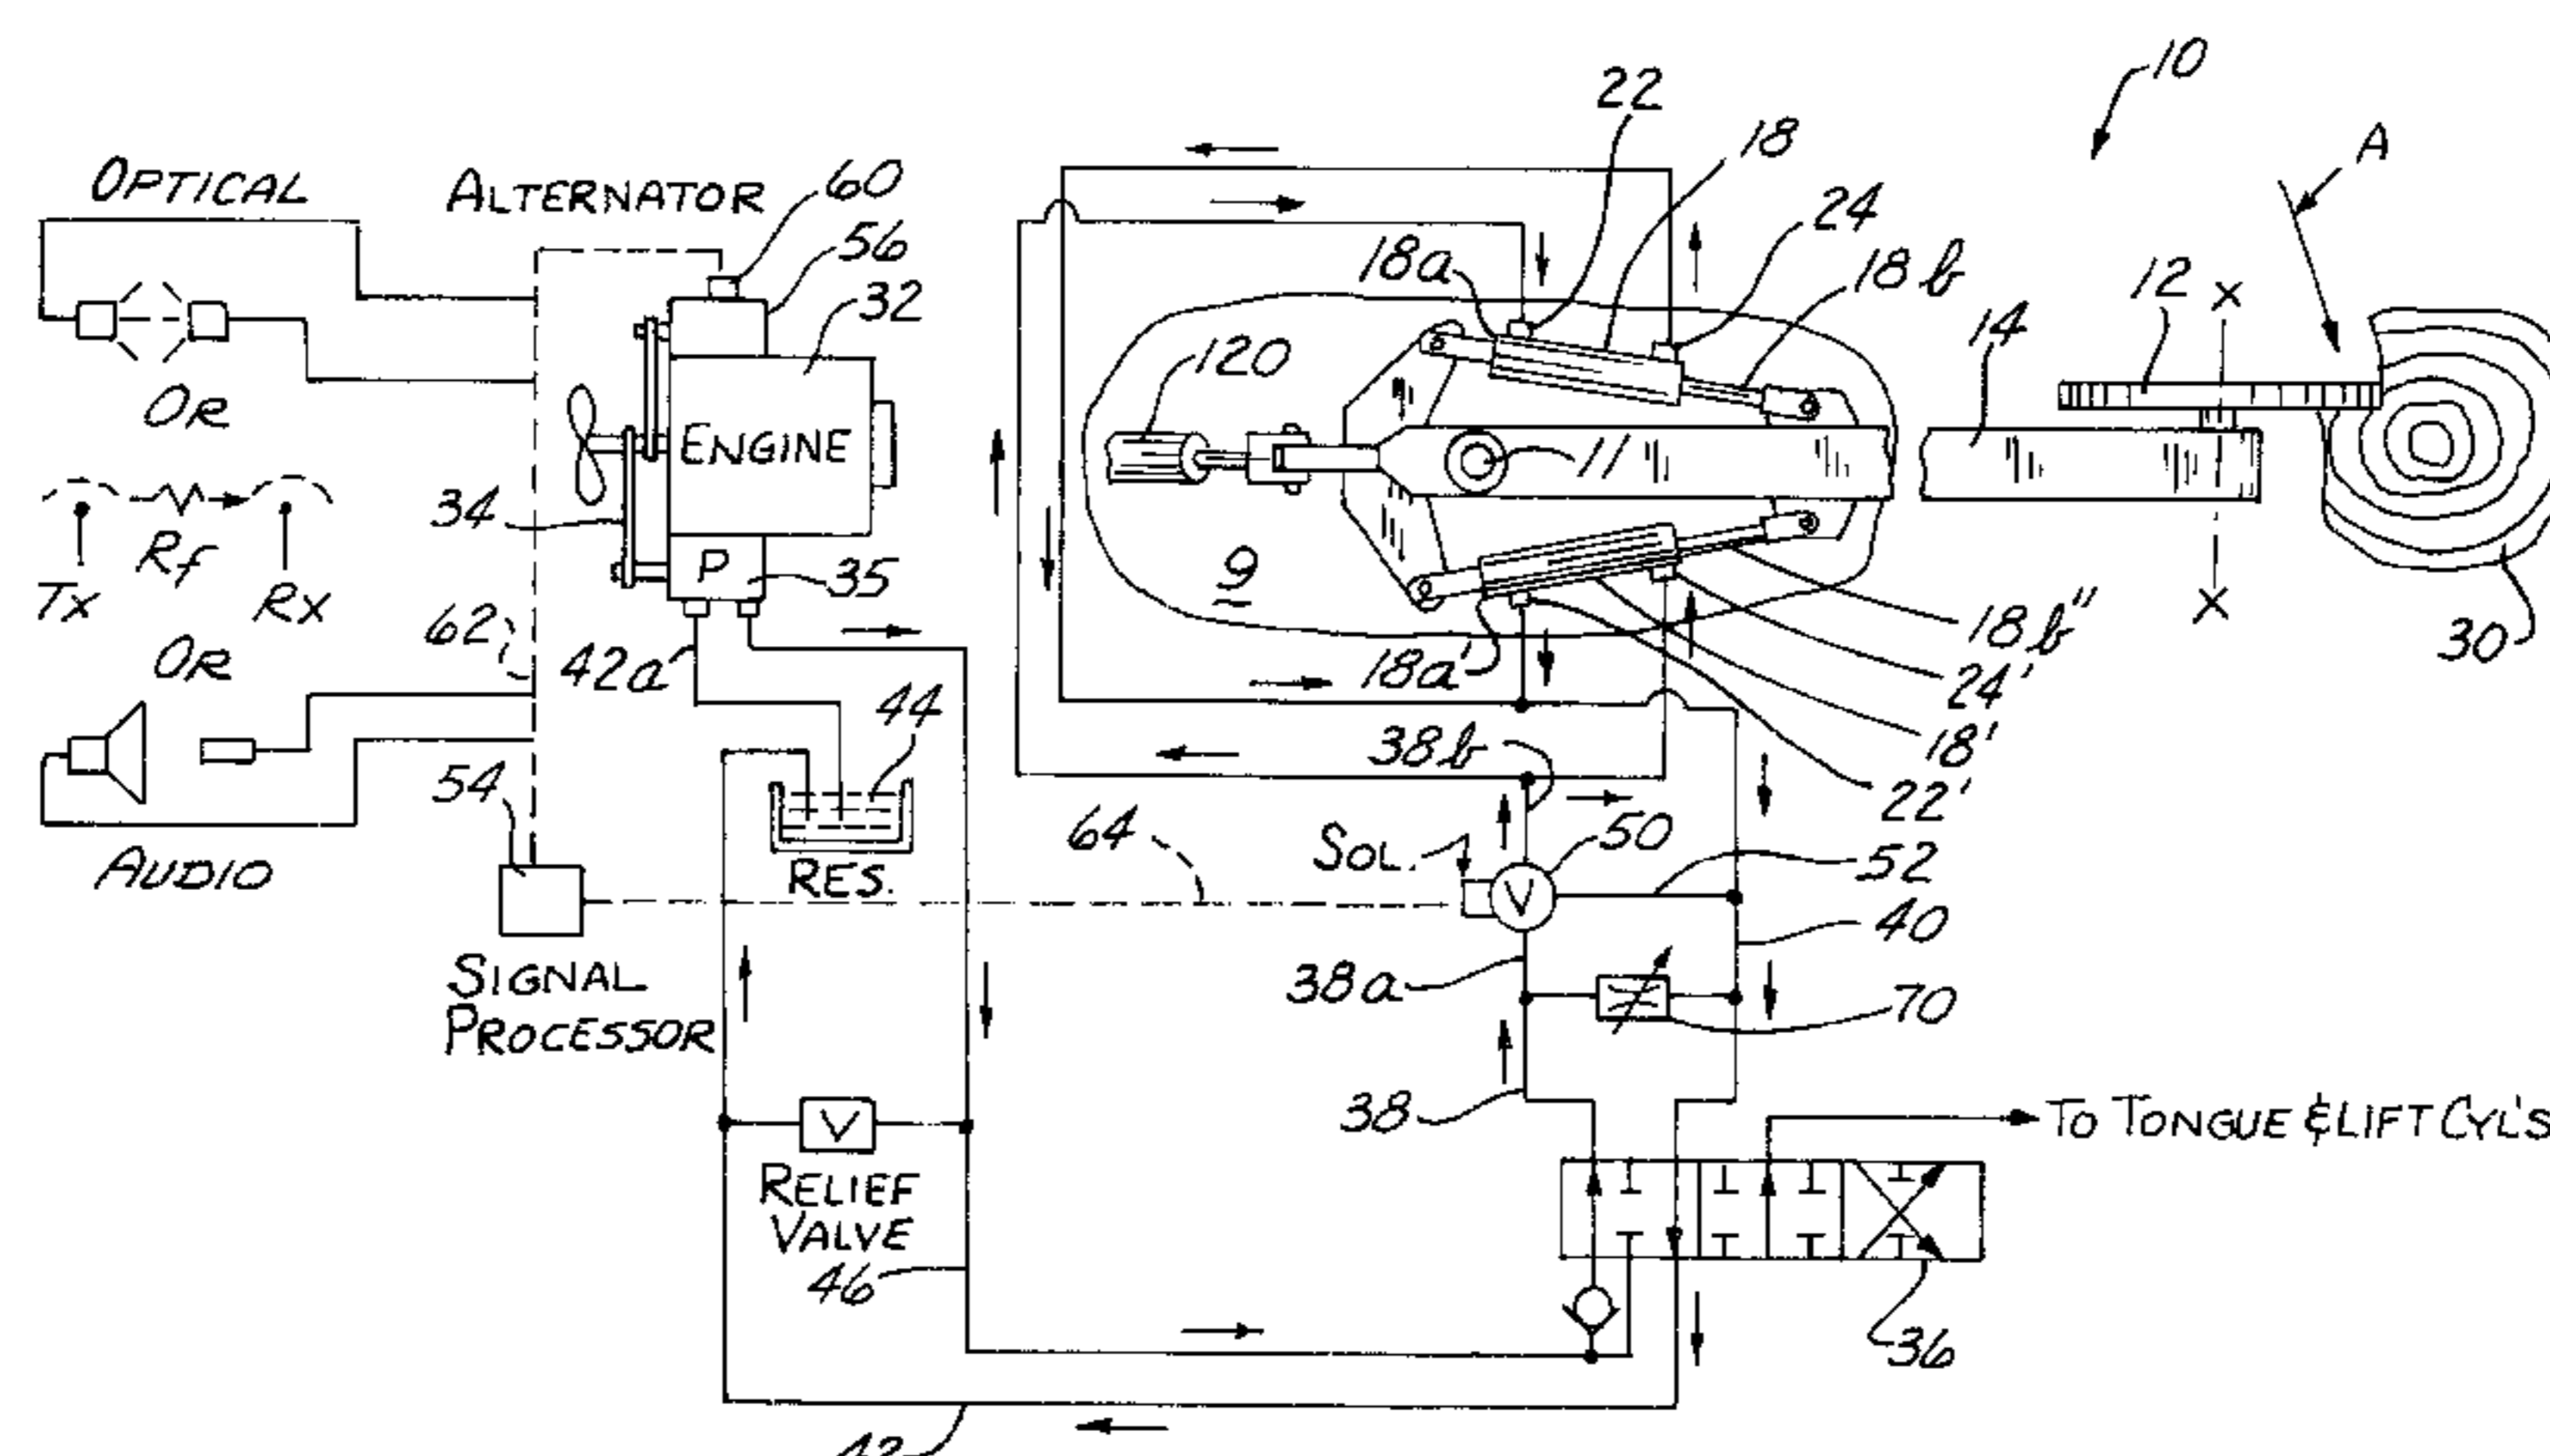 10
22
18
A
OPTICAL
ALTERNATOR
60
56
24
18a
18b
12
X
32
14
120
OR
ENGINE
11
34
Rf
P
35
9
Tx
Rx
62
X
18b"
30
OR
42a
18a'
24'
44
18'
38b
22'
54
64
SOL.
50
V
52
AUDIO
RES.
40
SIGNAL
PROCESSOR
38a
70
38
TO TONGUE & LIFT CYL'S
V
RELIEF
VALVE
46
36
42